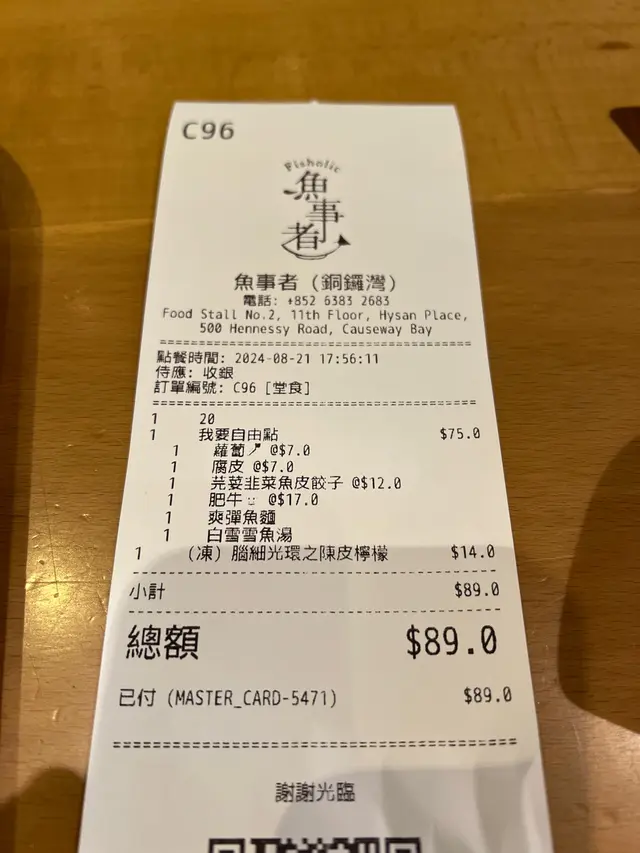 C96
Fisholic
魚事者
魚事者 (銅鑼灣)
電話: +852 6383 2683
Food Stall No.2, 11th Floor, Hysan Place,
500 Hennessy Road, Causeway Bay
點餐時間: 2024-08-21 17:56:11
侍應: 收銀
訂單編號: C96 [堂食]
1 20
1 我要自由點 $75.0
1 蘿蔔🥕 @$7.0
1 腐皮 @$7.0
1 芫荽韭菜魚皮餃子 @$12.0
1 肥牛 @$17.0
1 爽彈魚麵
1 白雪雪魚湯
1 (凍) 腦細光環之陳皮檸檬 $14.0
小計 $89.0
總額 $89.0
已付 (MASTER_CARD-5471) $89.0
謝謝光臨